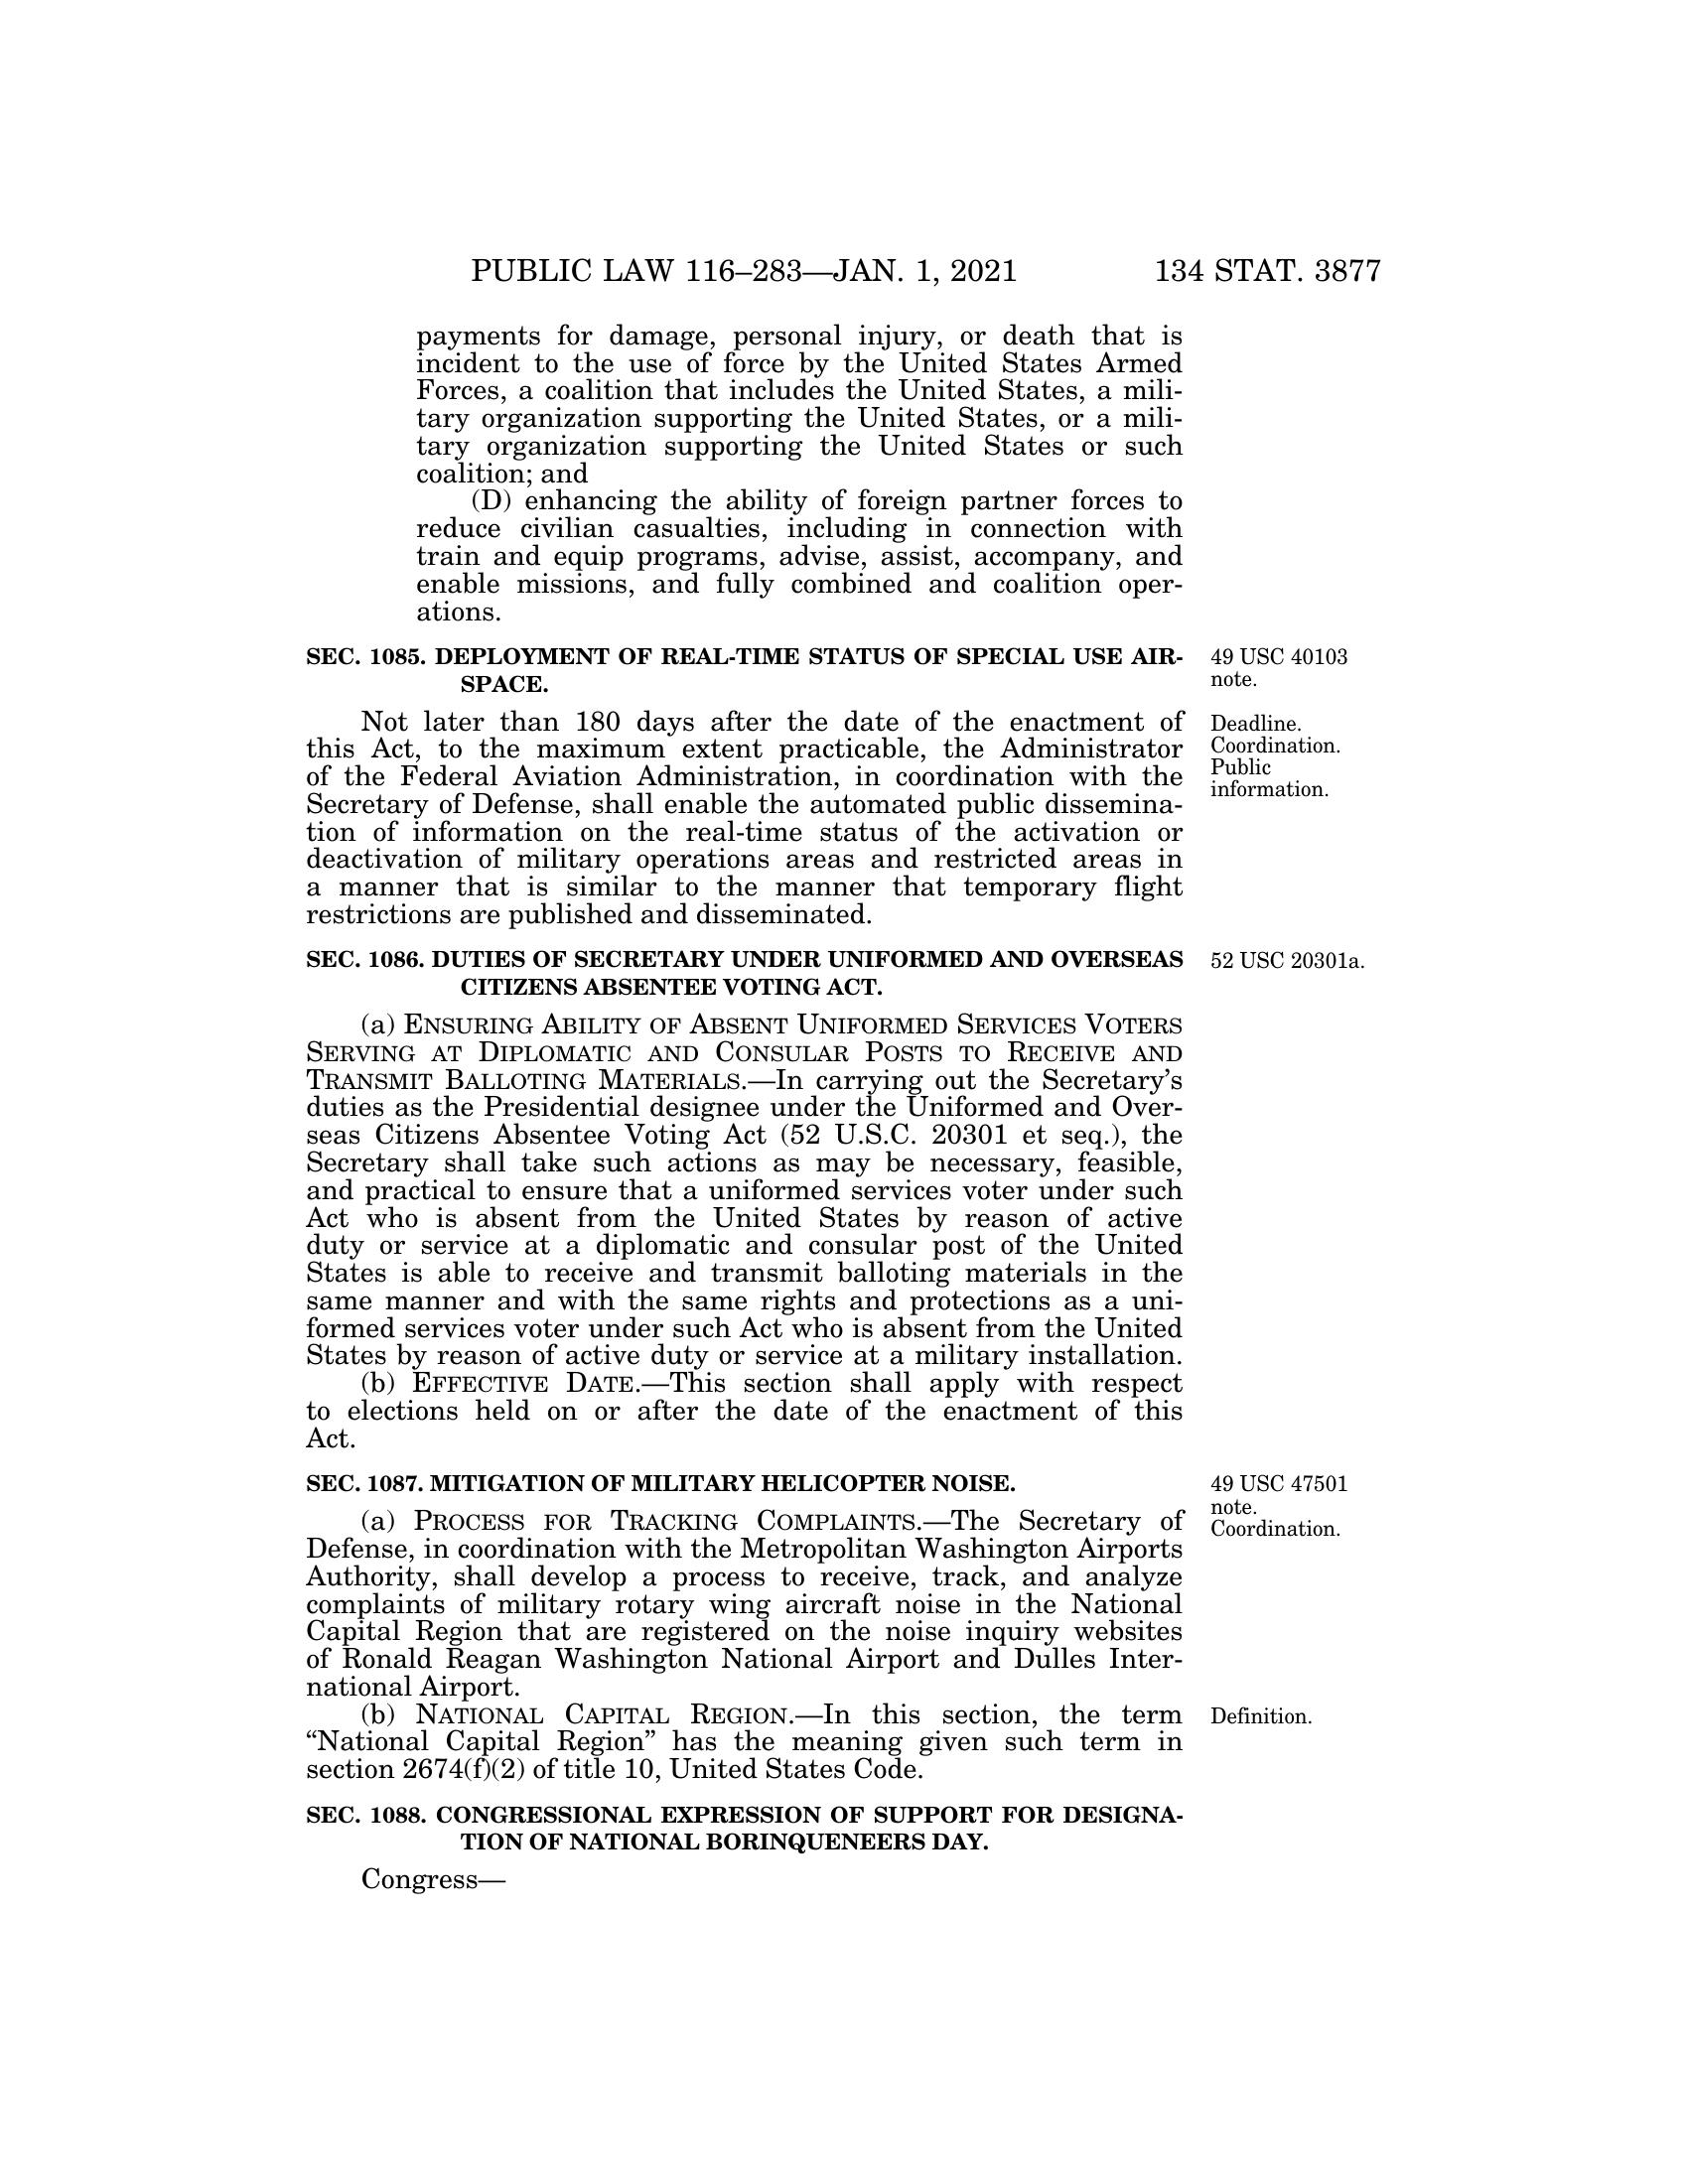 PUBLIC LAW 116–283—JAN. 1, 2021 134 STAT. 3877
payments for damage, personal injury, or death that is
incident to the use of force by the United States Armed
Forces, a coalition that includes the United States, a mili-
tary organization supporting the United States, or a mili-
tary organization supporting the United States or such
coalition; and
(D) enhancing the ability of foreign partner forces to
reduce civilian casualties, including in connection with
train and equip programs, advise, assist, accompany, and
enable missions, and fully combined and coalition oper-
ations.
SEC. 1085. DEPLOYMENT OF REAL-TIME STATUS OF SPECIAL USE AIR-
SPACE.
49 USC 40103
note.
Not later than 180 days after the date of the enactment of
this Act, to the maximum extent practicable, the Administrator
of the Federal Aviation Administration, in coordination with the
Secretary of Defense, shall enable the automated public dissemina-
tion of information on the real-time status of the activation or
deactivation of military operations areas and restricted areas in
a manner that is similar to the manner that temporary flight
restrictions are published and disseminated.
Deadline.
Coordination.
Public
information.
SEC. 1086. DUTIES OF SECRETARY UNDER UNIFORMED AND OVERSEAS
CITIZENS ABSENTEE VOTING ACT.
52 USC 20301a.
(a) ENSURING ABILITY OF ABSENT UNIFORMED SERVICES VOTERS
SERVING AT DIPLOMATIC AND CONSULAR POSTS TO RECEIVE AND
TRANSMIT BALLOTING MATERIALS.—In carrying out the Secretary's
duties as the Presidential designee under the Uniformed and Over-
seas Citizens Absentee Voting Act (52 U.S.C. 20301 et seq.), the
Secretary shall take such actions as may be necessary, feasible,
and practical to ensure that a uniformed services voter under such
Act who is absent from the United States by reason of active
duty or service at a diplomatic and consular post of the United
States is able to receive and transmit balloting materials in the
same manner and with the same rights and protections as a uni-
formed services voter under such Act who is absent from the United
States by reason of active duty or service at a military installation.
(b) EFFECTIVE DATE.—This section shall apply with respect
to elections held on or after the date of the enactment of this
Act.
SEC. 1087. MITIGATION OF MILITARY HELICOPTER NOISE.
49 USC 47501
note.
Coordination.
(a) PROCESS FOR TRACKING COMPLAINTS.—The Secretary of
Defense, in coordination with the Metropolitan Washington Airports
Authority, shall develop a process to receive, track, and analyze
complaints of military rotary wing aircraft noise in the National
Capital Region that are registered on the noise inquiry websites
of Ronald Reagan Washington National Airport and Dulles Inter-
national Airport.
(b) NATIONAL CAPITAL REGION.—In this section, the term
“National Capital Region” has the meaning given such term in
section 2674(f)(2) of title 10, United States Code.
Definition.
SEC. 1088. CONGRESSIONAL EXPRESSION OF SUPPORT FOR DESIGNA-
TION OF NATIONAL BORINQUENEERS DAY.
Congress—